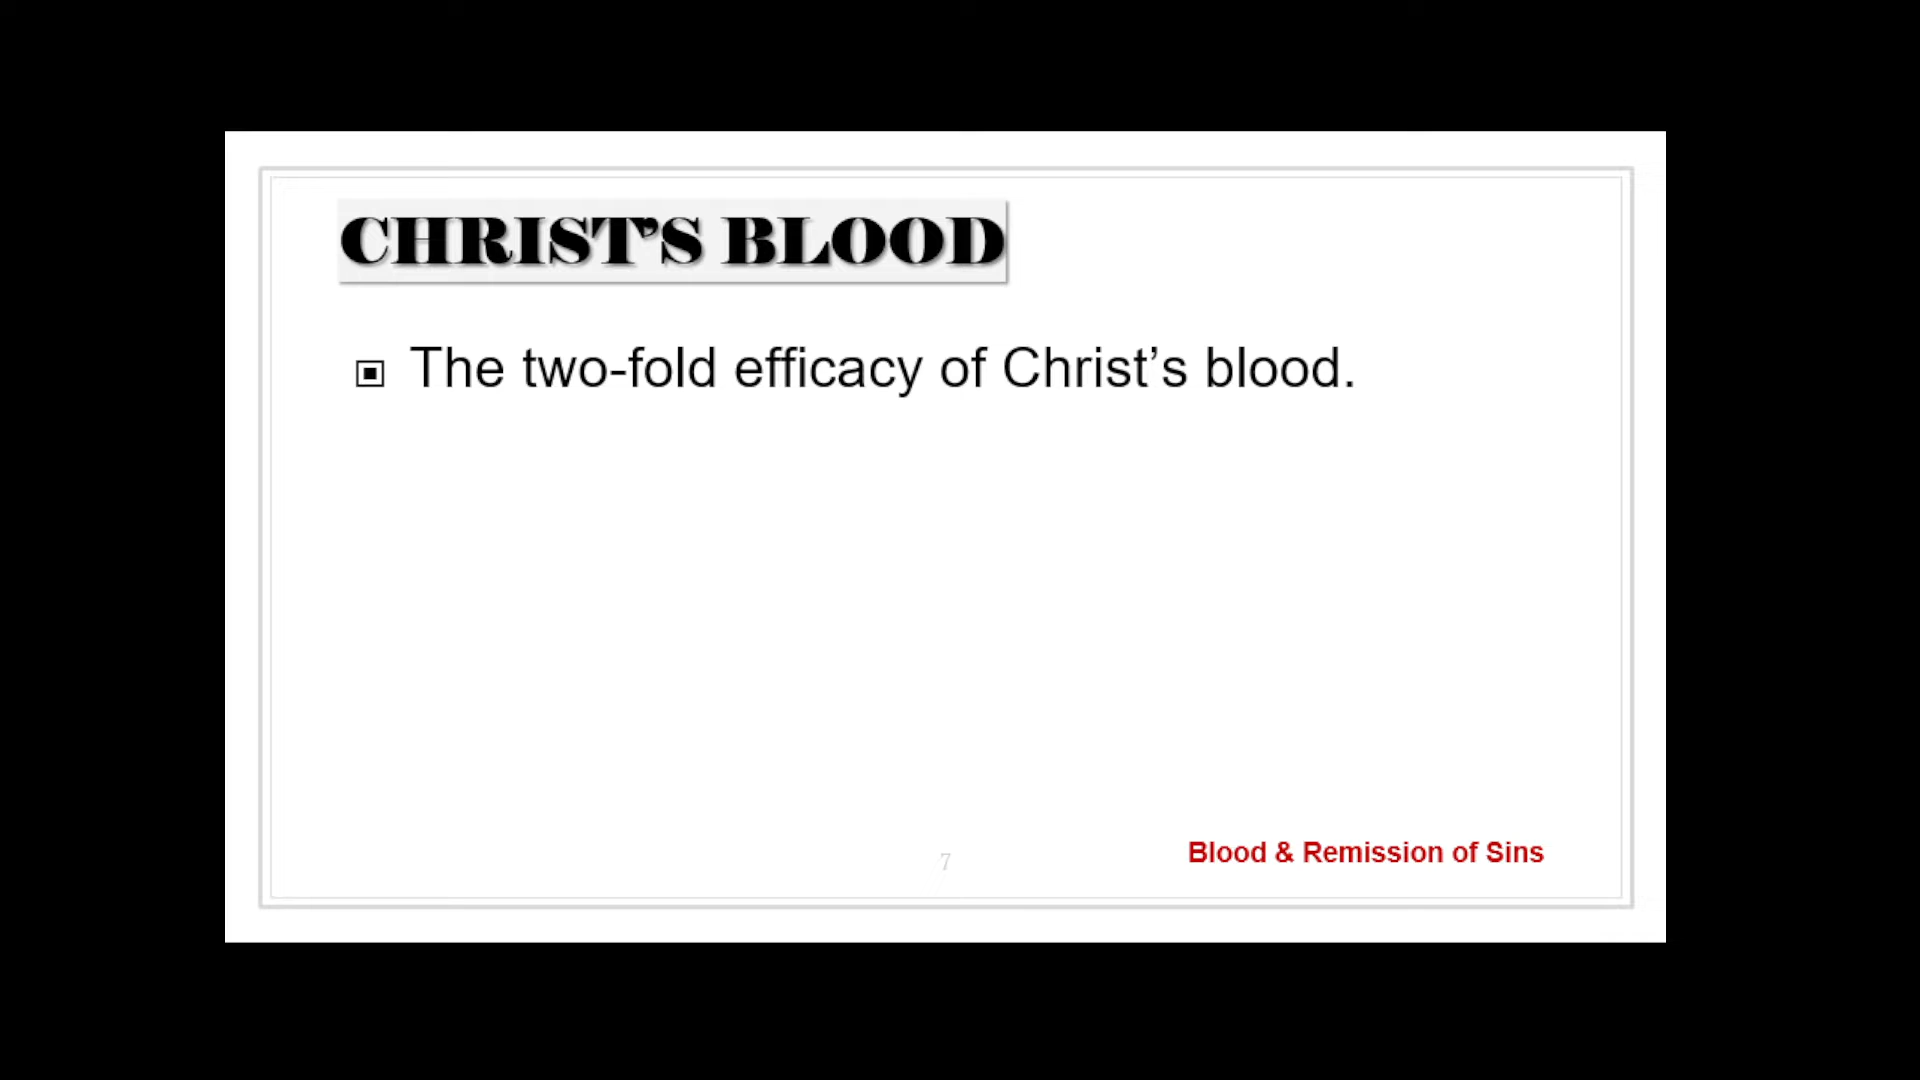 CHRIST’S BLOOD
The two-fold efficacy of Christ’s blood.
7
Blood & Remission of Sins